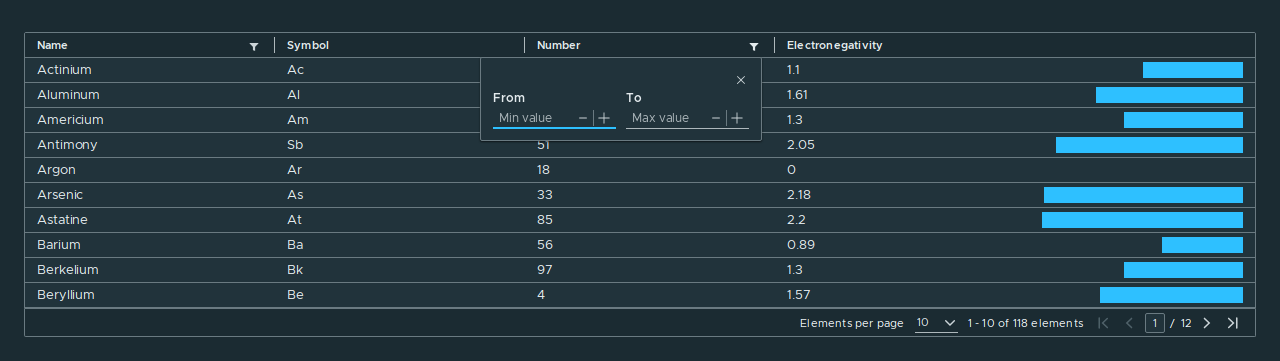 Name Symbol Number Electronegativity
Actinium Ac 1.1
Aluminum Al 1.61
From To
Americium Am Min value Max value 1.3
Antimony Sb 51 2.05
Argon Ar 18 0
Arsenic As 33 2.18
Astatine At 85 2.2
Barium Ba 56 0.89
Berkelium Bk 97 1.3
Beryllium Be 4 1.57
Elements per page 10 1 - 10 of 118 elements 1 / 12